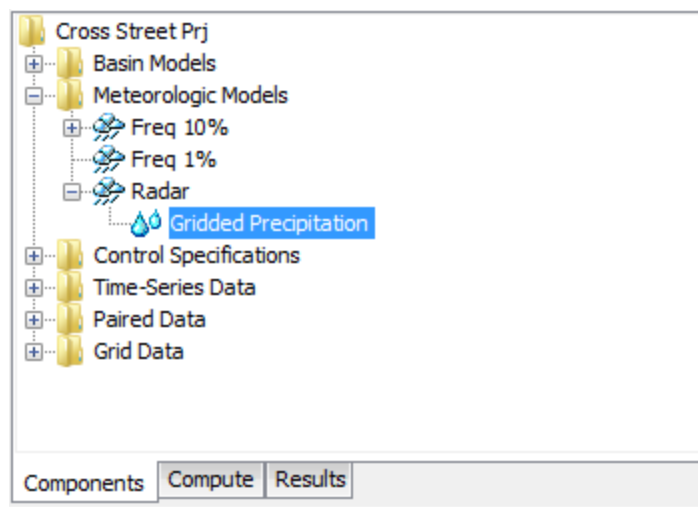 Cross Street Prj
Basin Models
Meteorologic Models
Freq 10%
Freq 1%
Radar
Gridded Precipitation
Control Specifications
Time-Series Data
Paired Data
Grid Data
Components Compute Results